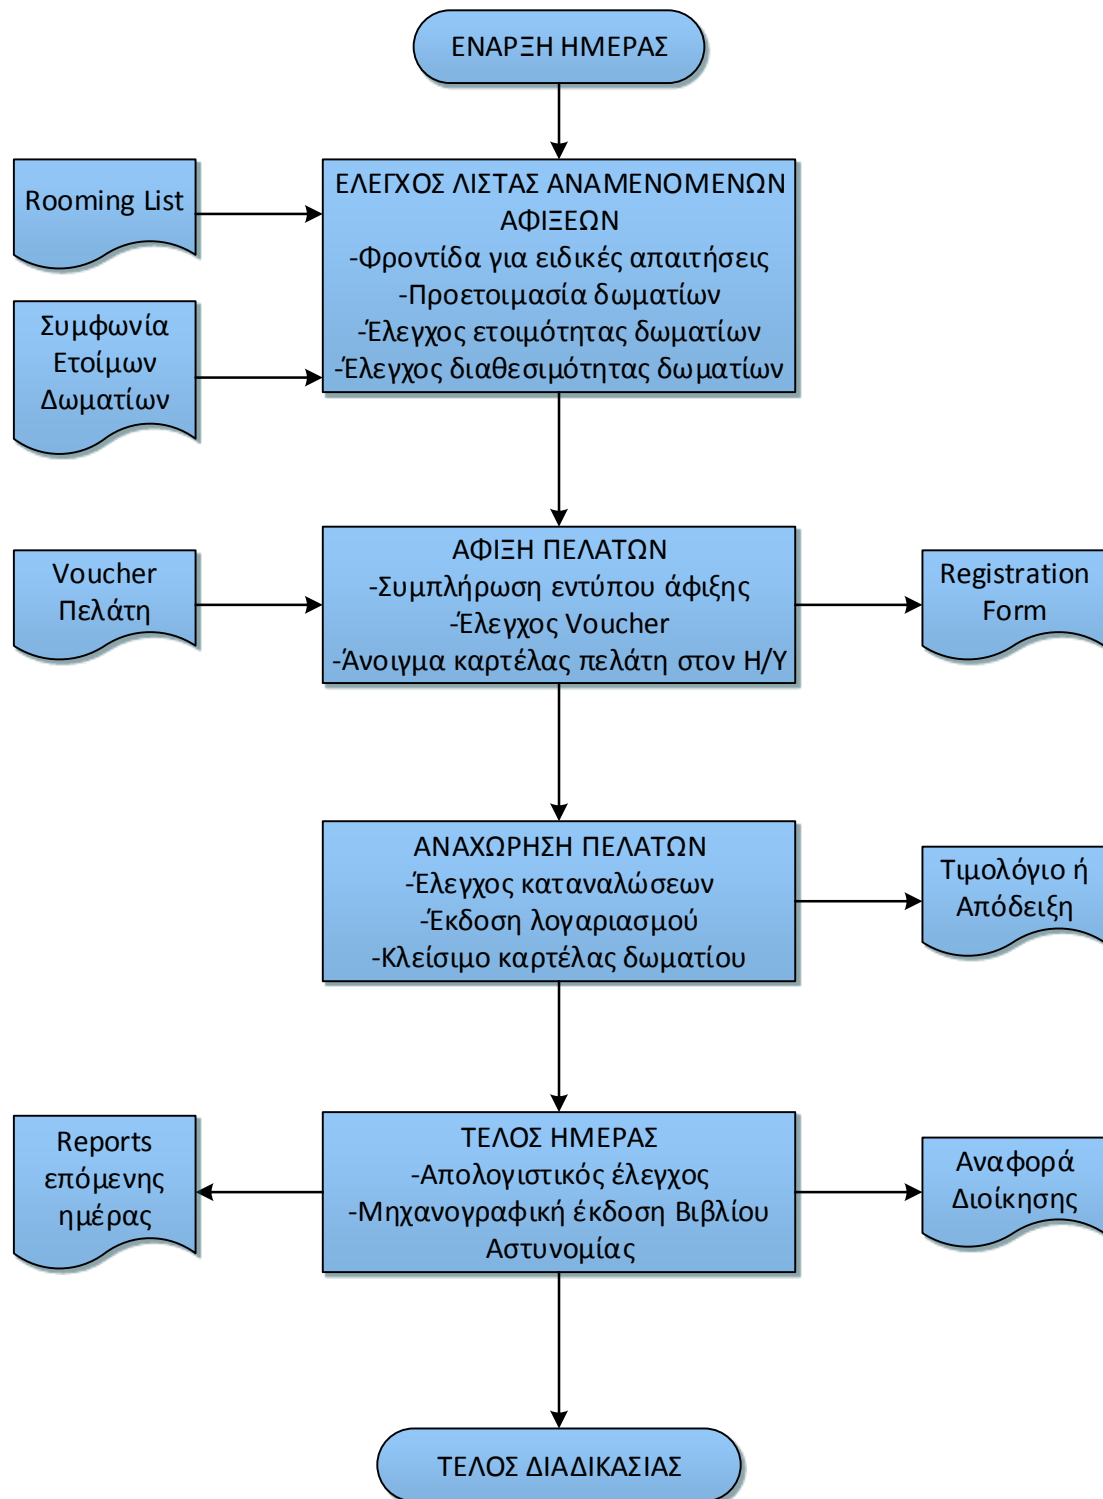 ΕΝΑΡΞΗ ΗΜΕΡΑΣ
Rooming List
ΕΛΕΓΧΟΣ ΛΙΣΤΑΣ ΑΝΑΜΕΝΟΜΕΝΩΝ
ΑΦΙΞΕΩΝ
-Φροντίδα για ειδικές απαιτήσεις
-Προετοιμασία δωματίων
-Έλεγχος ετοιμότητας δωματίων
-Έλεγχος διαθεσιμότητας δωματίων
Συμφωνία
Ετοίμων
Δωματίων
Voucher
Πελάτη
ΑΦΙΞΗ ΠΕΛΑΤΩΝ
-Συμπλήρωση εντύπου άφιξης
-Έλεγχος Voucher
-Άνοιγμα καρτέλας πελάτη στον Η/Υ
Registration
Form
ΑΝΑΧΩΡΗΣΗ ΠΕΛΑΤΩΝ
-Έλεγχος καταναλώσεων
-Έκδοση λογαριασμού
-Κλείσιμο καρτέλας δωματίου
Τιμολόγιο ή
Απόδειξη
Reports
επόμενης
ημέρας
ΤΕΛΟΣ ΗΜΕΡΑΣ
-Απολογιστικός έλεγχος
-Μηχανογραφική έκδοση Βιβλίου
Αστυνομίας
Αναφορά
Διοίκησης
ΤΕΛΟΣ ΔΙΑΔΙΚΑΣΙΑΣ